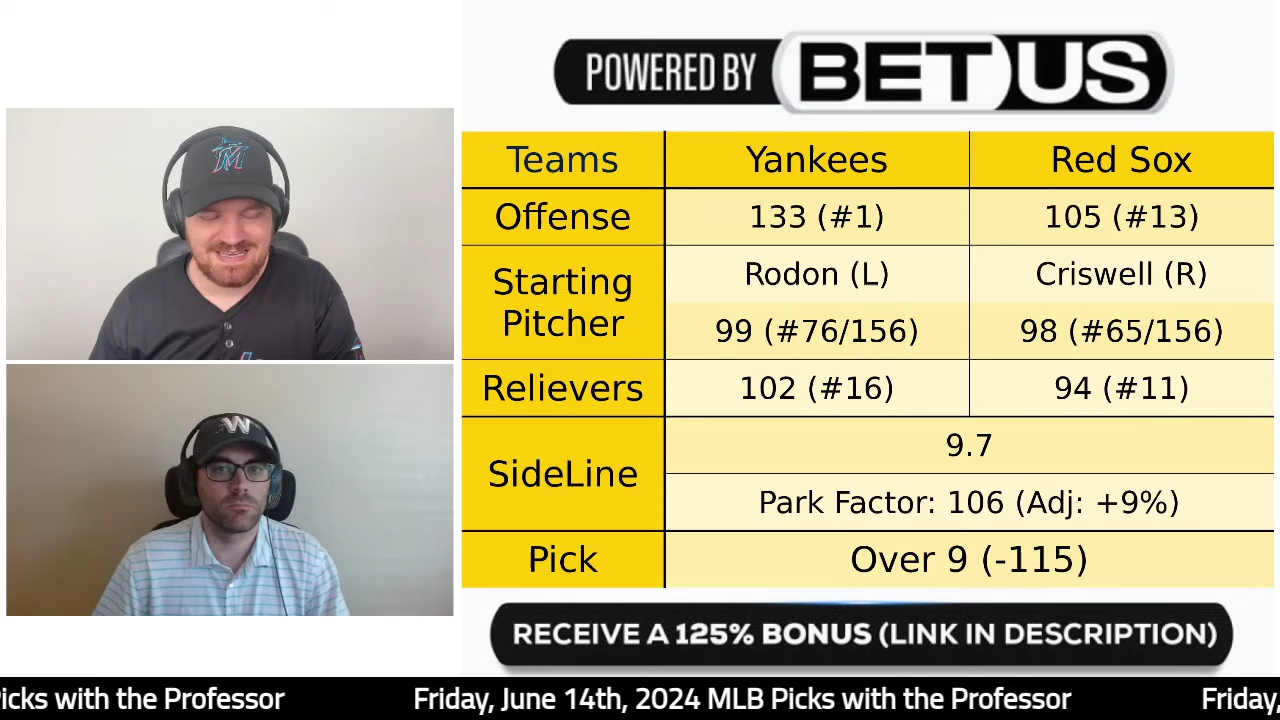 POWERED BY BETUS
Teams Yankees Red Sox
Offense 133 (#1) 105 (#13)
Starting Pitcher Rodon (L) Criswell (R)
99 (#76/156) 98 (#65/156)
Relievers 102 (#16) 94 (#11)
SideLine 9.7
Park Factor: 106 (Adj: +9%)
Pick Over 9 (-115)
RECEIVE A 125% BONUS (LINK IN DESCRIPTION)
M
W
icks with the Professor Friday, June 14th, 2024 MLB Picks with the Professor Friday,